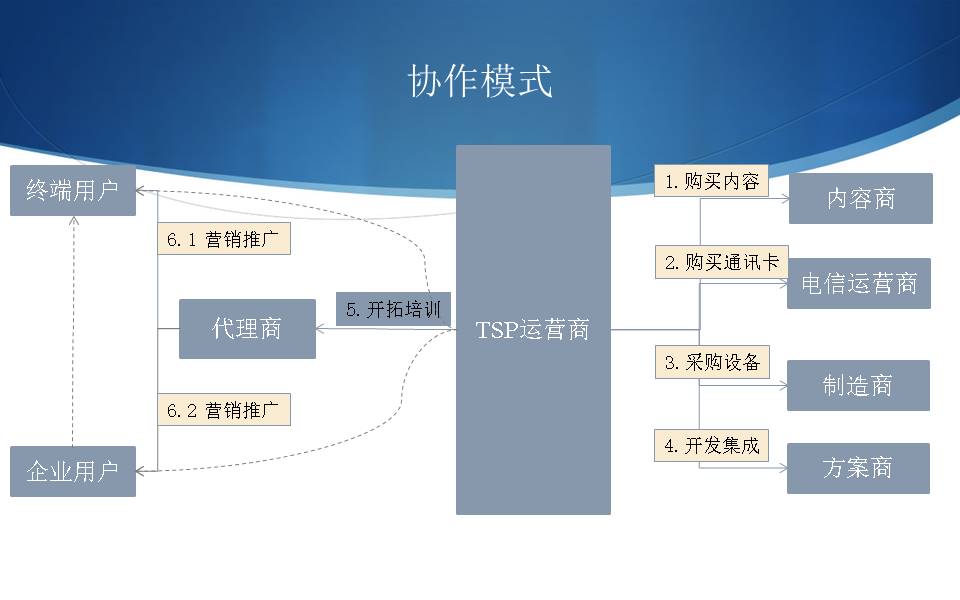 协作模式
终端用户
1.购买内容
内容商
6.1 营销推广
2.购买通讯卡
电信运营商
5.开拓培训
代理商
TSP运营商
3.采购设备
制造商
6.2 营销推广
4.开发集成
企业用户
方案商